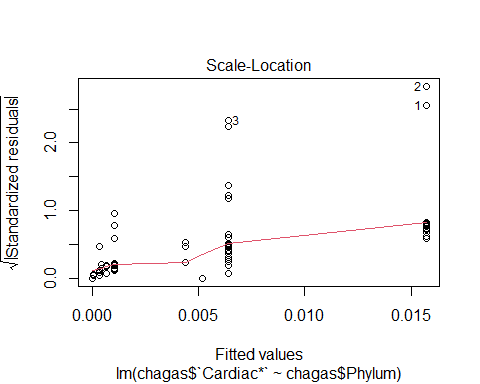 Scale-Location
√|Standardized residuals|
0.0
1.0
2.0
2
1
3
0.000
0.005
0.010
0.015
Fitted values
lm(chagas$`Cardiac*` ~ chagas$Phylum)